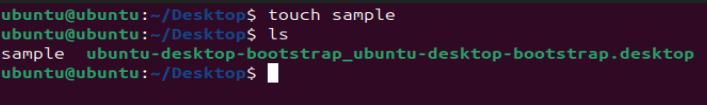 ubuntu@ubuntu:~/Desktop$ touch sample
ubuntu@ubuntu:~/Desktop$ ls
sample  ubuntu-desktop-bootstrap_ubuntu-desktop-bootstrap.desktop
ubuntu@ubuntu:~/Desktop$